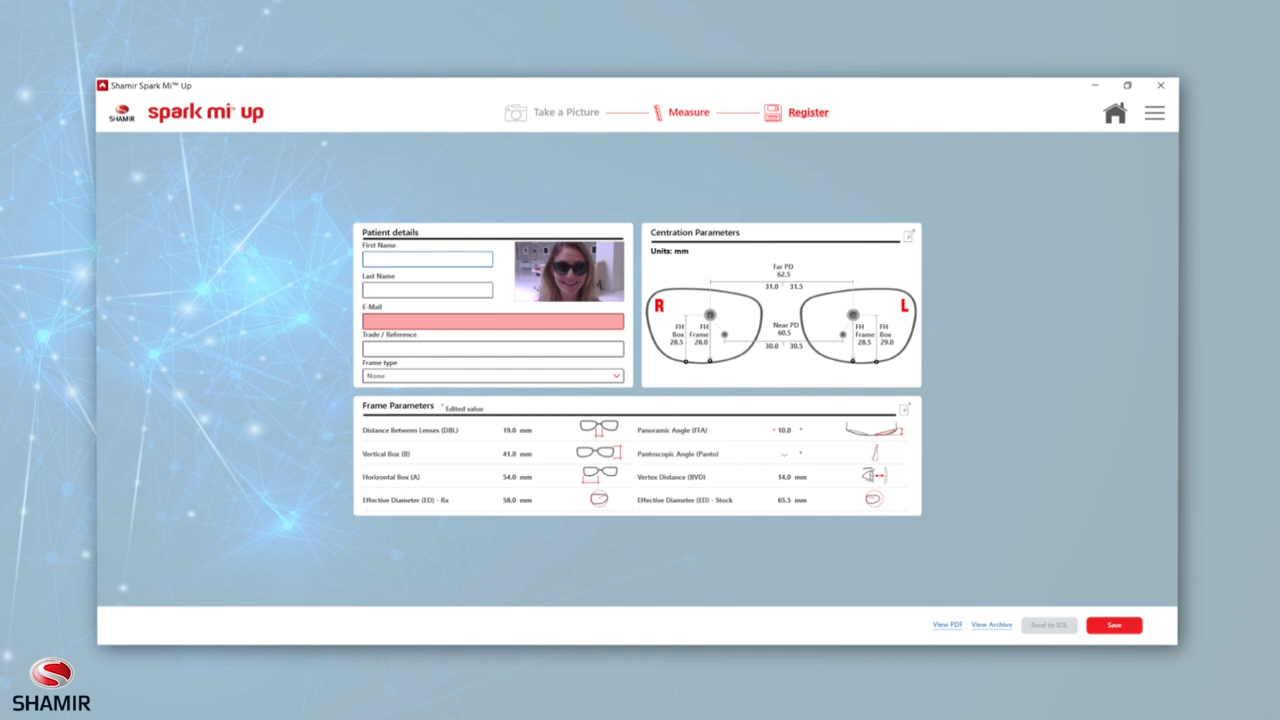 Shamir Spark Mi™ Up
SHAMIR
spark mi™ up
Take a Picture
Measure
Register
Patient details
First Name
Last Name
E-Mail
Trade / Reference
Frame type
None
Centration Parameters
Units: mm
Far PD
62.5
31.0 31.5
R
L
FH Box 28.5
FH Frame 28.0
Near PD
60.5
30.0 30.5
FH Frame 28.5
FH Box 29.0
Frame Parameters * Edited value
Distance Between Lenses (DBL) 19.0 mm
Panoramic Angle (FFA) * 10.0 °
Vertical Box (B) 41.0 mm
Pantoscopic Angle (Panto) -.- °
Horizontal Box (A) 54.0 mm
Vertex Distance (BVD) 14.0 mm
Effective Diameter (ED) - Rx 58.0 mm
Effective Diameter (ED) - Stock 65.5 mm
View PDF
View Archive
Send to SOL
Save
SHAMIR